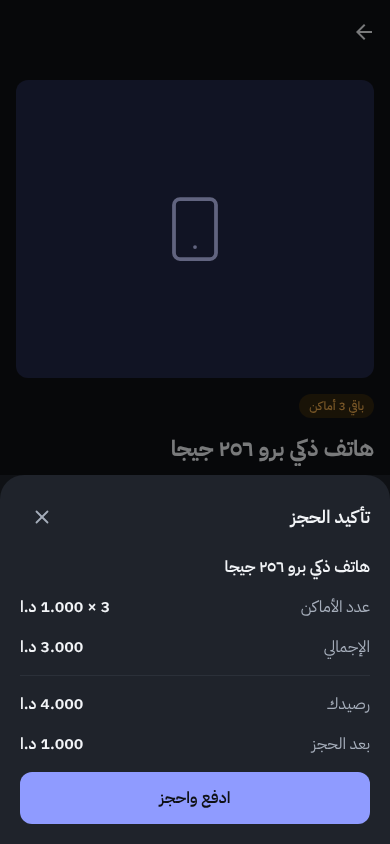 باقي 3 أماكن
هاتف ذكي برو ٢٥٦ جيجا
تأكيد الحجز
هاتف ذكي برو ٢٥٦ جيجا
عدد الأماكن 3 × 1.000 د.ا
الإجمالي 3.000 د.ا
رصيدك 4.000 د.ا
بعد الحجز 1.000 د.ا
ادفع واحجز